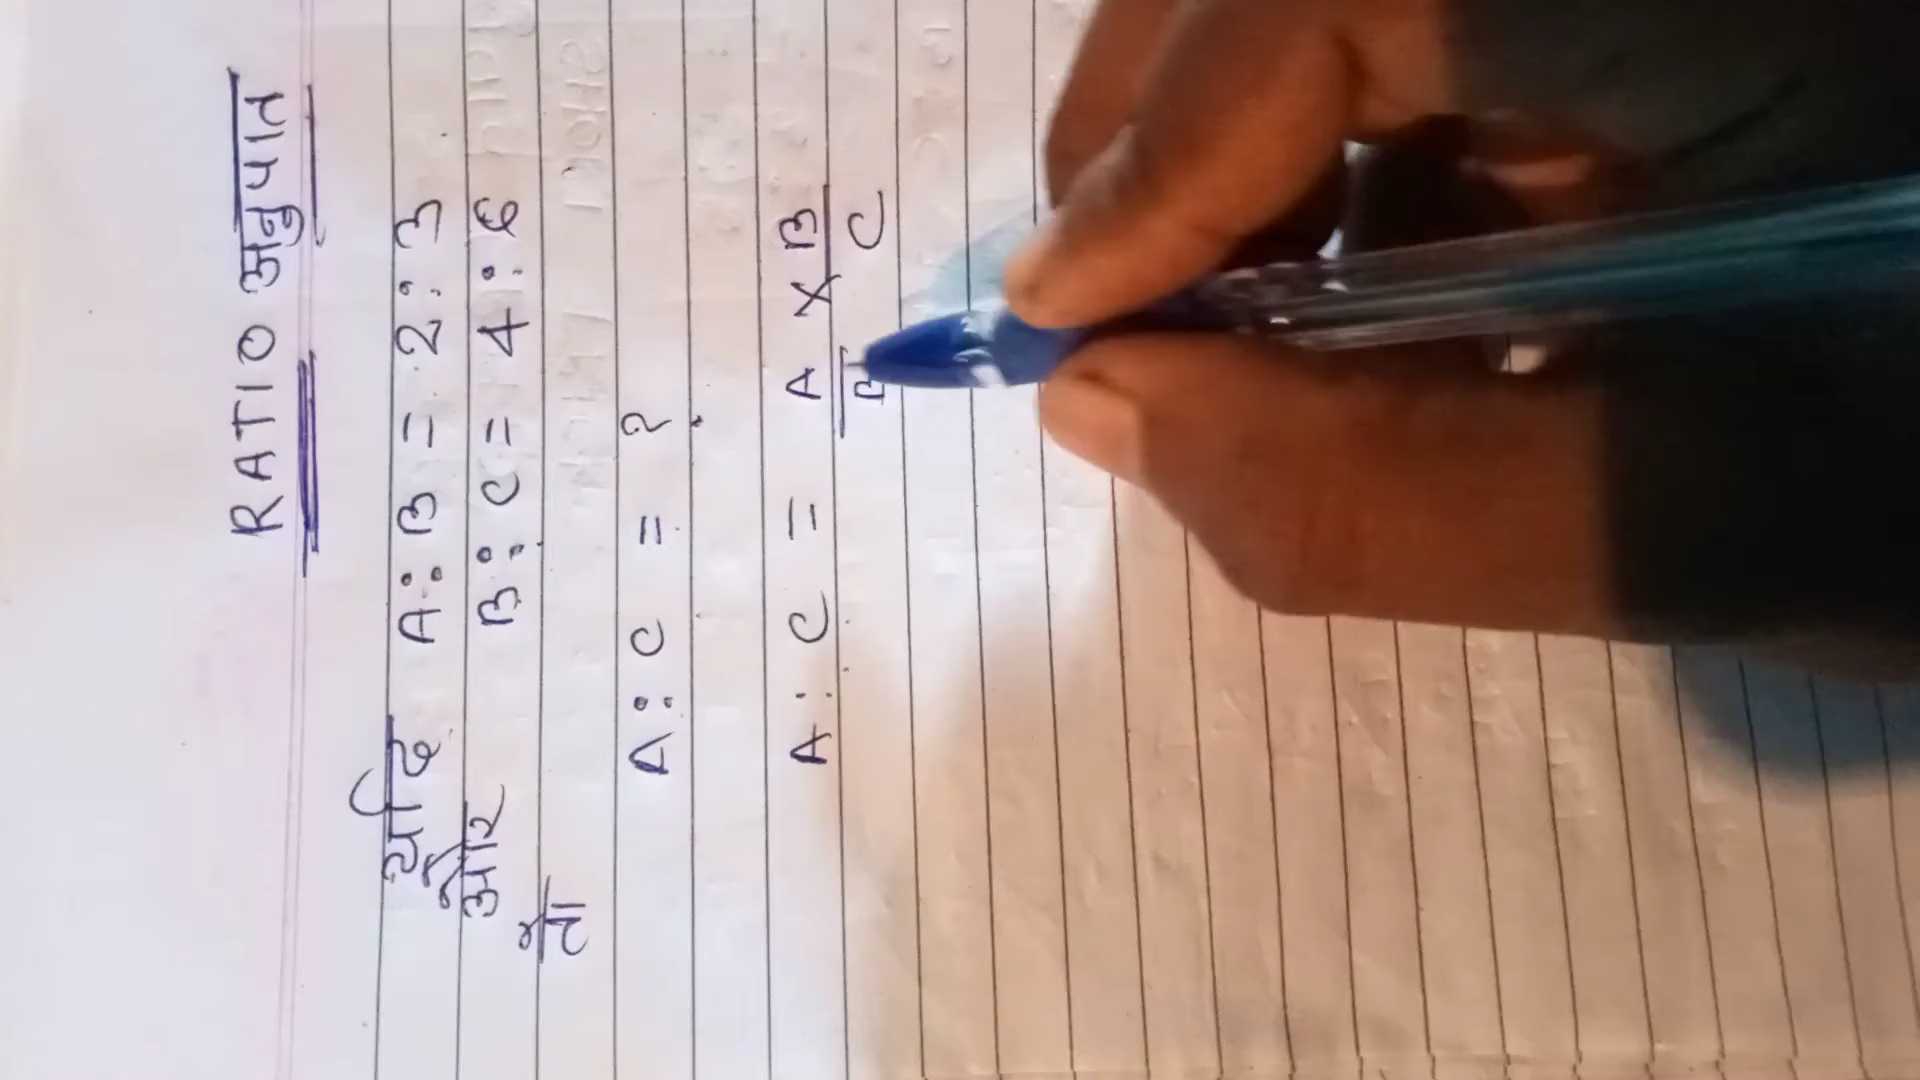 RATIO अनुपात
यदि A:B = 2:3
और B:C = 4:6
तो
A:C = ?
A:C = A/B × B/C